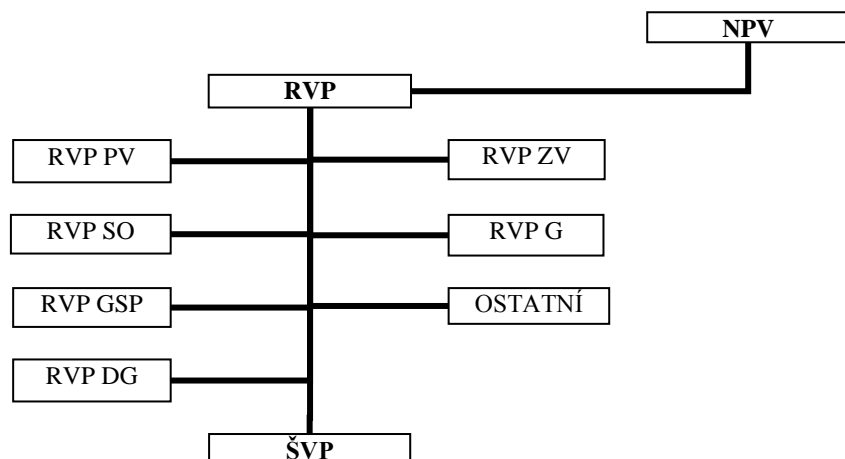 NPV
RVP
RVP PV
RVP ZV
RVP SO
RVP G
RVP GSP
OSTATNÍ
RVP DG
ŠVP